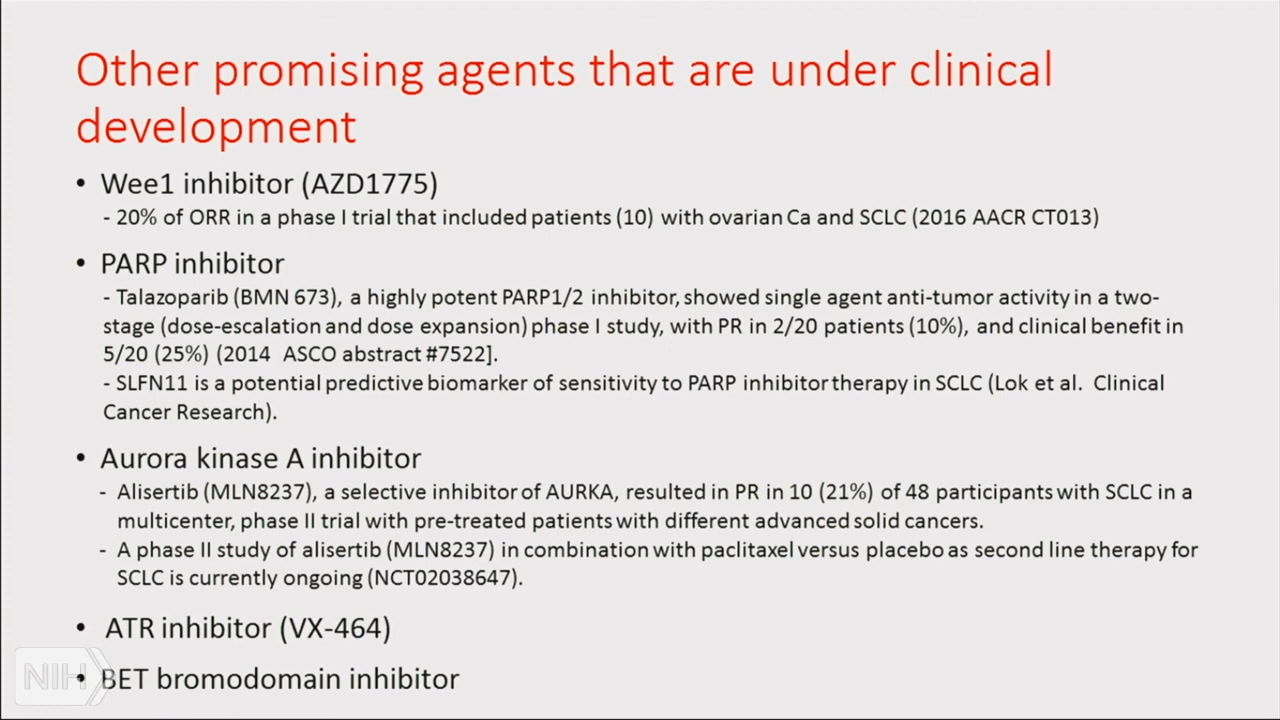 Other promising agents that are under clinical
development
• Wee1 inhibitor (AZD1775)
- 20% of ORR in a phase I trial that included patients (10) with ovarian Ca and SCLC (2016 AACR CT013)
• PARP inhibitor
- Talazoparib (BMN 673), a highly potent PARP1/2 inhibitor, showed single agent anti-tumor activity in a two-
stage (dose-escalation and dose expansion) phase I study, with PR in 2/20 patients (10%), and clinical benefit in
5/20 (25%) (2014 ASCO abstract #7522].
- SLFN11 is a potential predictive biomarker of sensitivity to PARP inhibitor therapy in SCLC (Lok et al. Clinical
Cancer Research).
• Aurora kinase A inhibitor
- Alisertib (MLN8237), a selective inhibitor of AURKA, resulted in PR in 10 (21%) of 48 participants with SCLC in a
multicenter, phase II trial with pre-treated patients with different advanced solid cancers.
- A phase II study of alisertib (MLN8237) in combination with paclitaxel versus placebo as second line therapy for
SCLC is currently ongoing (NCT02038647).
• ATR inhibitor (VX-464)
• BET bromodomain inhibitor
NIH